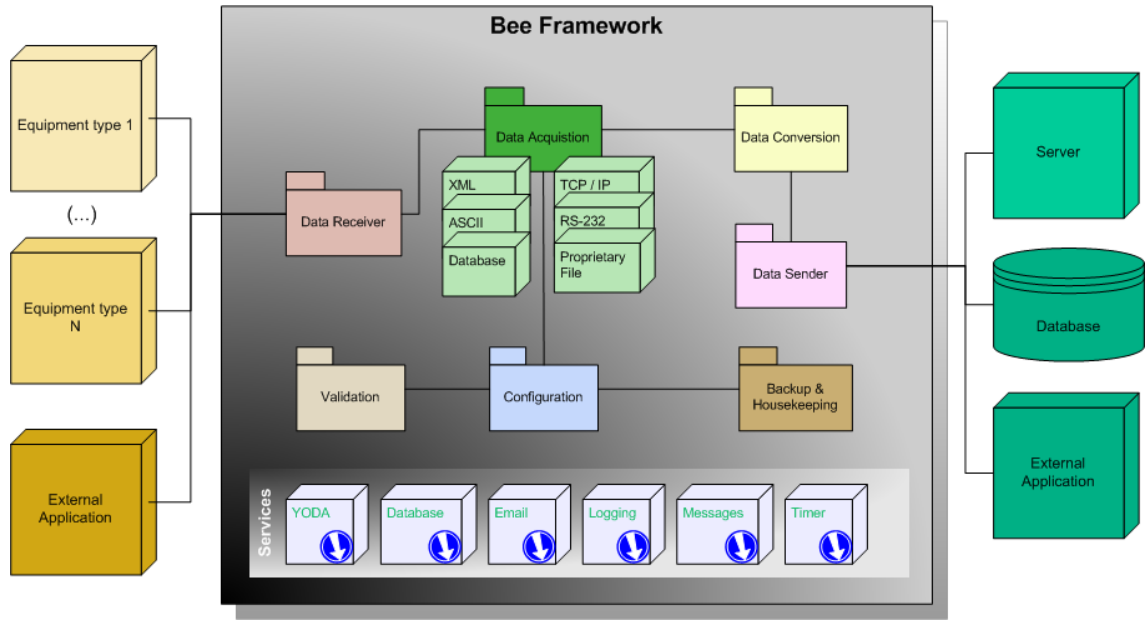 Bee Framework
Equipment type 1
(...)
Equipment type
N
External
Application
Data Acquistion
XML
ASCII
Database
TCP / IP
RS-232
Proprietary
File
Data Receiver
Data Conversion
Data Sender
Validation
Configuration
Backup &
Housekeeping
Services
YODA
Database
Email
Logging
Messages
Timer
Server
Database
External
Application